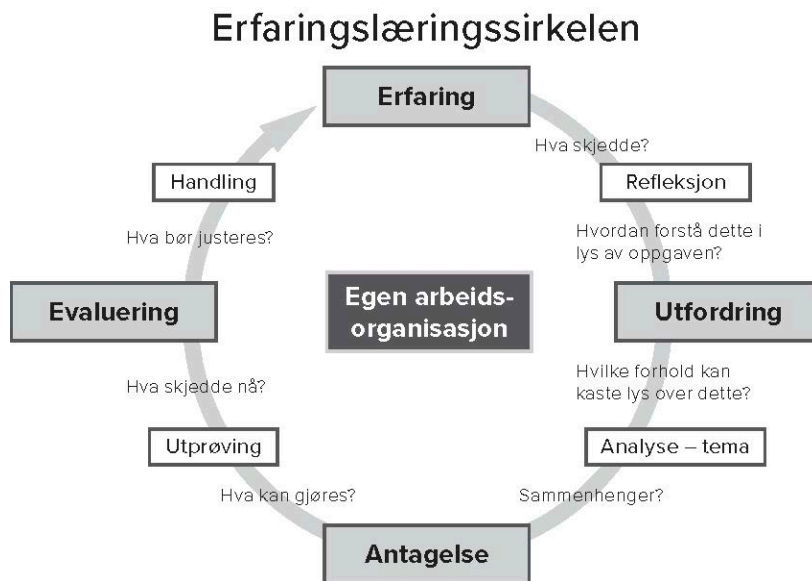 Erfaringslæringssirkelen
Erfaring
Hva skjedde?
Refleksjon
Hvordan forstå dette i
lys av oppgaven?
Utfordring
Hvilke forhold kan
kaste lys over dette?
Analyse – tema
Sammenhenger?
Antagelse
Hva kan gjøres?
Utprøving
Hva skjedde nå?
Evaluering
Hva bør justeres?
Handling
Egen arbeids-
organisasjon